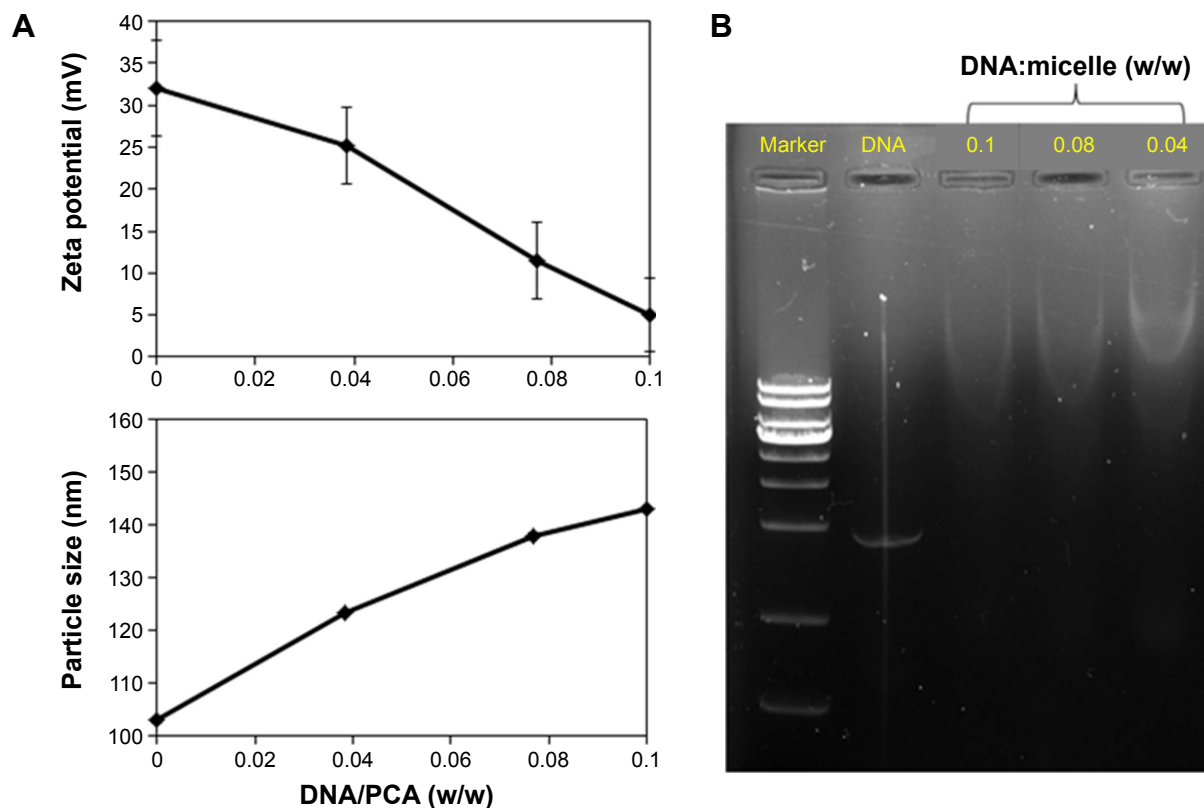 A
Zeta potential (mV)
40
35
30
25
20
15
10
5
0
0 0.02 0.04 0.06 0.08 0.1
Particle size (nm)
160
150
140
130
120
110
100
0 0.02 0.04 0.06 0.08 0.1
DNA/PCA (w/w)
B
DNA:micelle (w/w)
Marker DNA 0.1 0.08 0.04